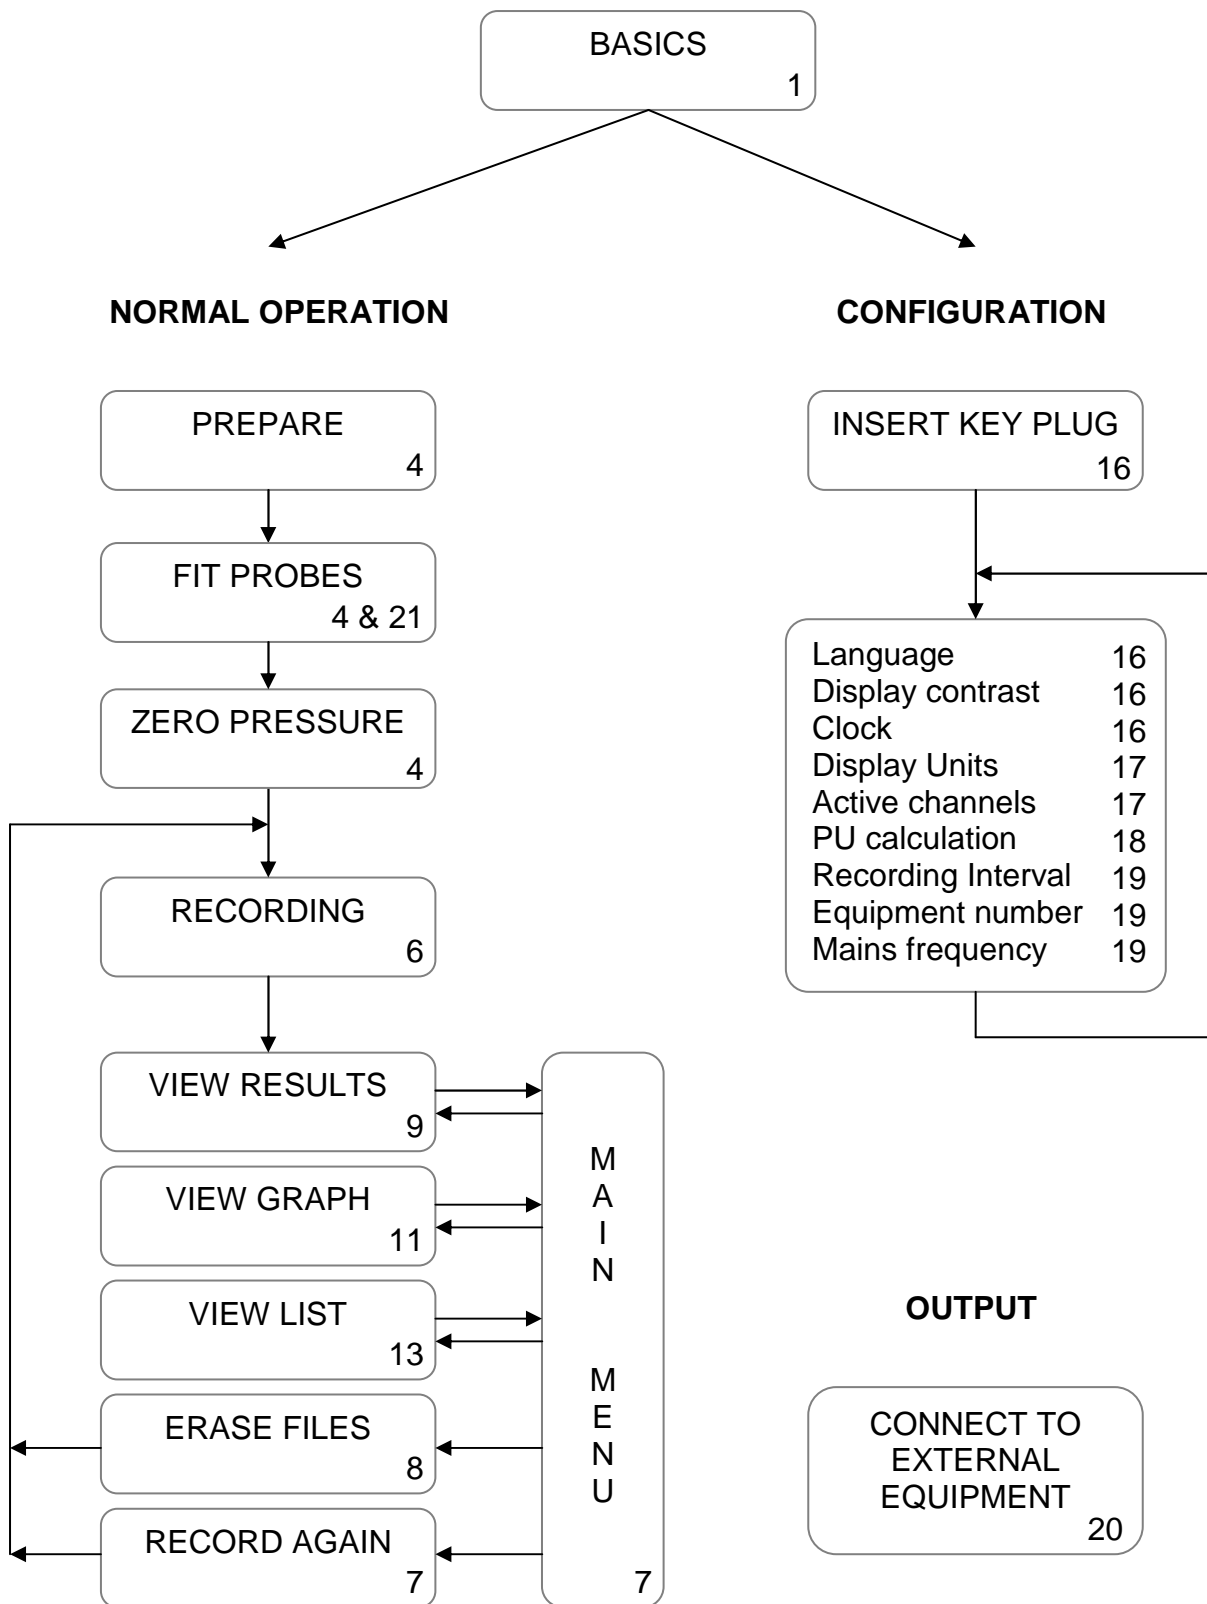 BASICS
1
NORMAL OPERATION
PREPARE
4
FIT PROBES
4 & 21
ZERO PRESSURE
4
RECORDING
6
VIEW RESULTS
9
VIEW GRAPH
11
VIEW LIST
13
ERASE FILES
8
RECORD AGAIN
7
MAIN MENU
7
CONFIGURATION
INSERT KEY PLUG
16
Language 16
Display contrast 16
Clock 16
Display Units 17
Active channels 17
PU calculation 18
Recording Interval 19
Equipment number 19
Mains frequency 19
OUTPUT
CONNECT TO
EXTERNAL
EQUIPMENT
20